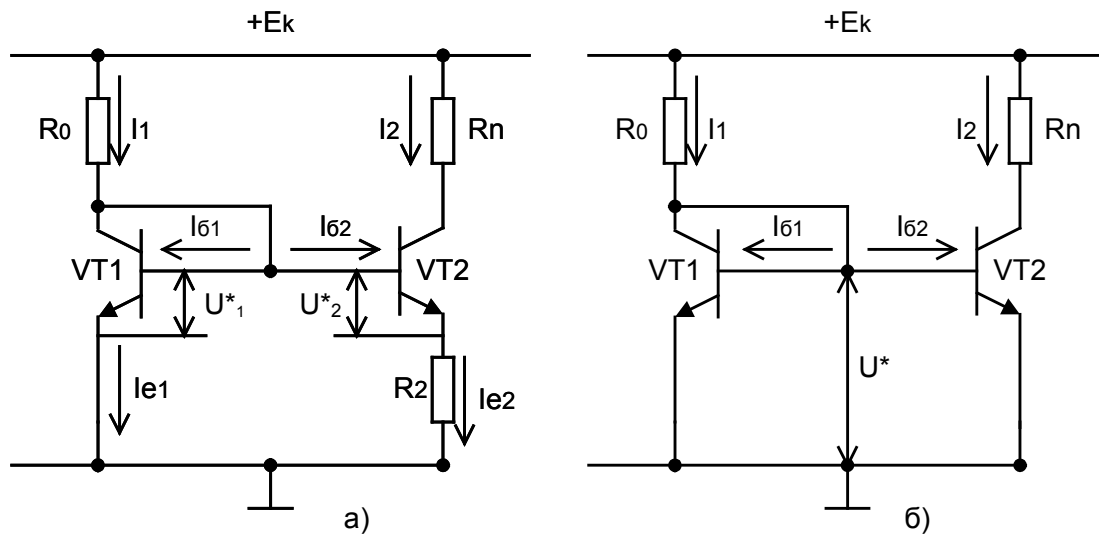 +Ek
R0
I1
I2
Rn
Iб1
Iб2
VT1
VT2
U*1
U*2
Ie1
R2
Ie2
а)
+Ek
R0
I1
I2
Rn
Iб1
Iб2
VT1
VT2
U*
б)